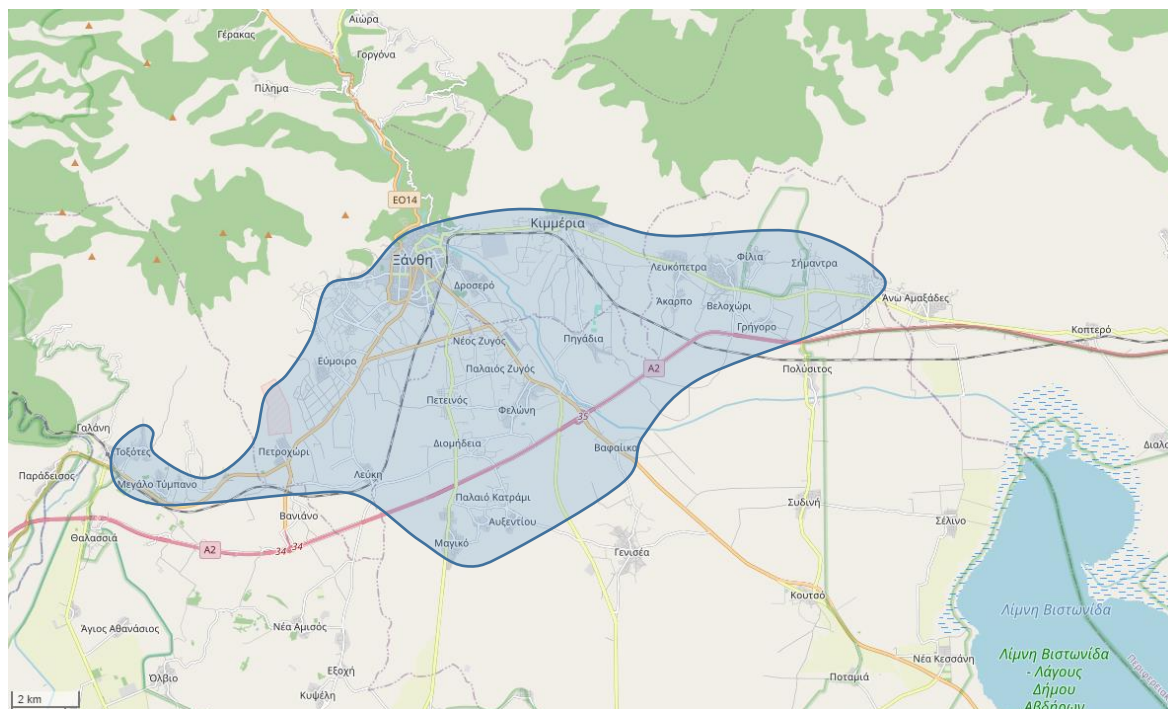 Αιώρα
Γέρακας
Γοργόνα
Πίλημα
ΕΟ14
Κιμμέρια
Ξάνθη
Φίλια
Λευκόπετρα
Σήμαντρα
Δροσερό
Άκαρπο
Βελοχώρι
Άνω Αμαξάδες
Γρήγορο
Κοπτερό
Νέος Ζυγός
Πηγάδια
Εύμοιρο
Παλαιός Ζυγός
A2
Πολύσιτος
Πετεινός
Φελώνη
35
Γαλάνη
Τοξότες
Πετροχώρι
Διομήδεια
Βαφαίικα
Παράδεισος
Μεγάλο Τύμπανο
Λεύκη
Παλαιό Κατράμι
Συδινή
Βανιάνο
Αυξεντίου
Σέλινο
Θαλασσιά
A2
34
34
Μαγικό
Γενισέα
Κουτσό
Λίμνη Βιστωνίδα
Άγιος Αθανάσιος
Νέα Αμισός
Λίμνη Βιστωνίδα
- Λάγους
Δήμου
Αβδήρων
Νέα Κεσσάνη
Εξοχή
Όλβιο
Ποταμιά
Κυψέλη
2 km